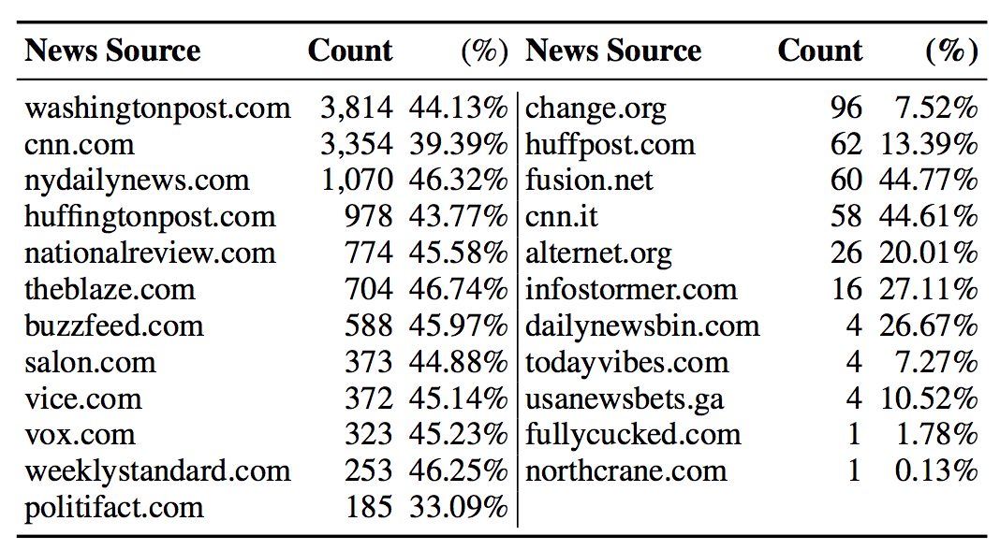 News Source Count (%) News Source Count (%)
washingtonpost.com 3,814 44.13% change.org 96 7.52%
cnn.com 3,354 39.39% huffpost.com 62 13.39%
nydailynews.com 1,070 46.32% fusion.net 60 44.77%
huffingtonpost.com 978 43.77% cnn.it 58 44.61%
nationalreview.com 774 45.58% alternet.org 26 20.01%
theblaze.com 704 46.74% infostormer.com 16 27.11%
buzzfeed.com 588 45.97% dailynewsbin.com 4 26.67%
salon.com 373 44.88% todayvibes.com 4 7.27%
vice.com 372 45.14% usanewsbets.ga 4 10.52%
vox.com 323 45.23% fullycucked.com 1 1.78%
weeklystandard.com 253 46.25% northcrane.com 1 0.13%
politifact.com 185 33.09%